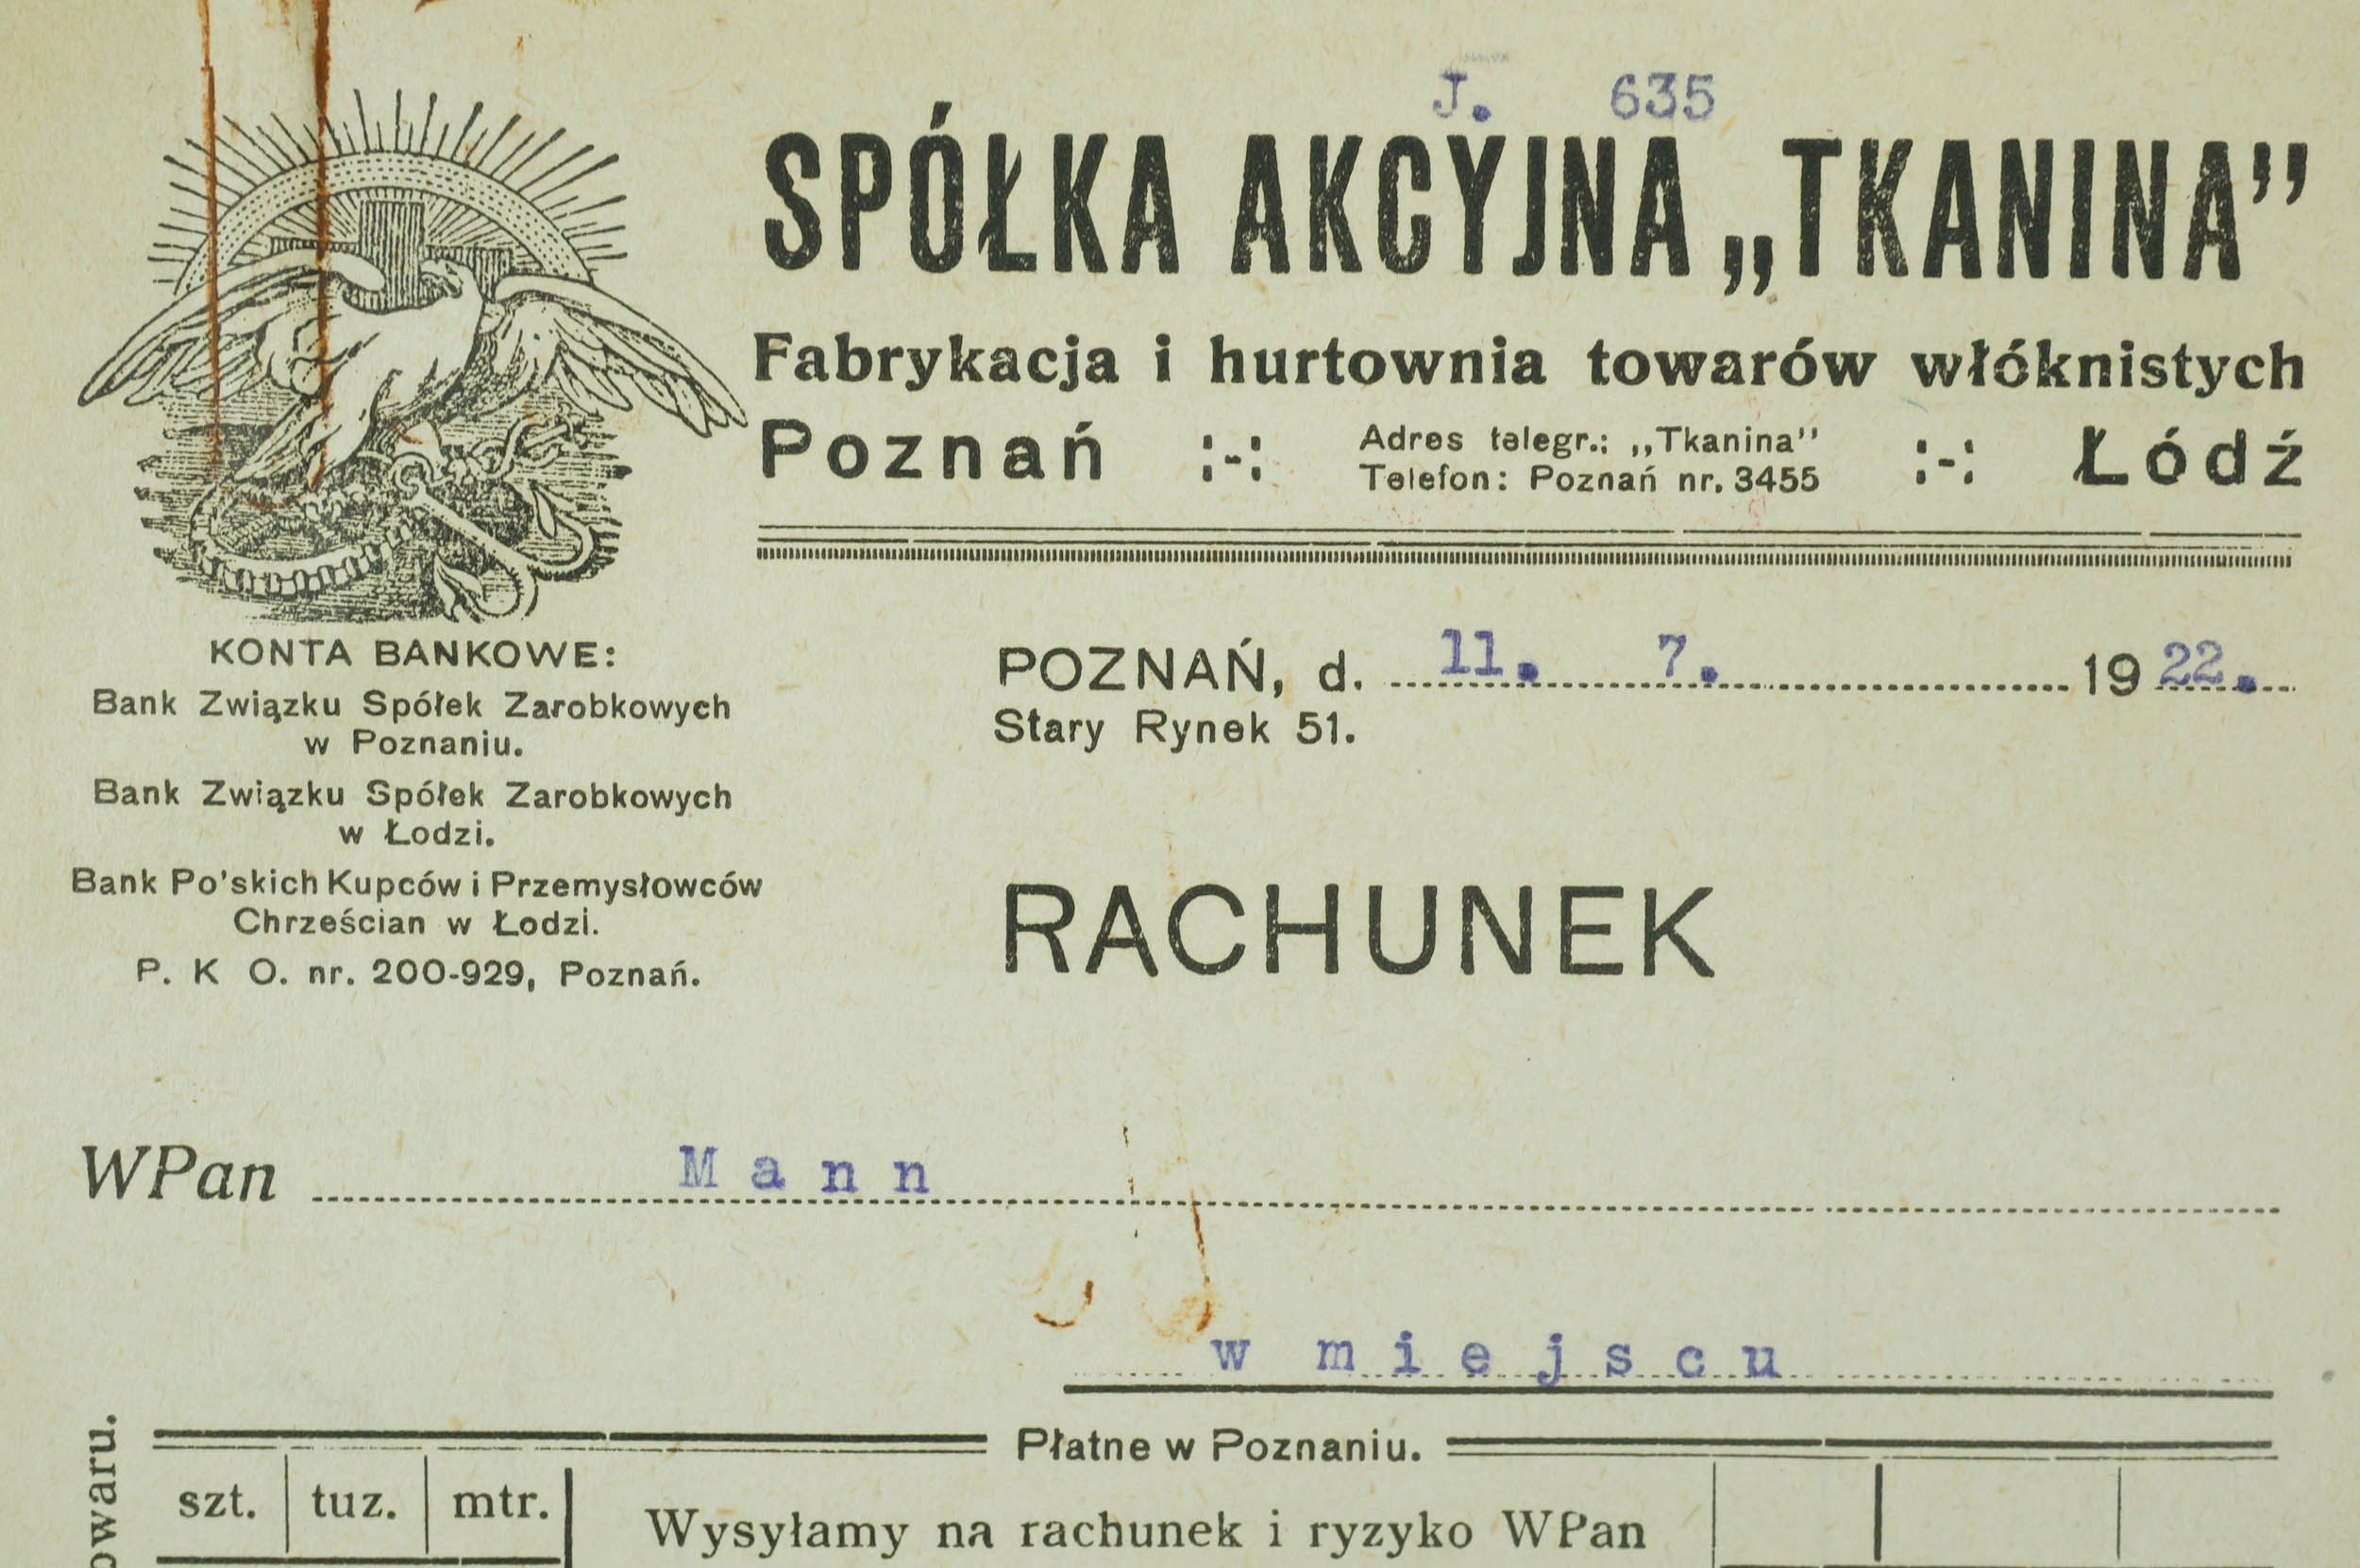 J. 635
SPÓŁKA AKCYJNA „TKANINA”
Fabrykacja i hurtownia towarów włóknistych
Poznań :-: Adres telegr.: „Tkanina” :-: Łódź
Telefon: Poznań nr. 3455
KONTA BANKOWE:
Bank Związku Spółek Zarobkowych
w Poznaniu.
Bank Związku Spółek Zarobkowych
w Łodzi.
Bank Po'skich Kupców i Przemysłowców
Chrześcian w Łodzi.
P. K O. nr. 200-929, Poznań.
POZNAŃ, d. 11. 7. 1922.
Stary Rynek 51.
RACHUNEK
WPan Mann
w miejscu
Płatne w Poznaniu.
szt. tuz. mtr.
Wysyłamy na rachunek i ryzyko WPan